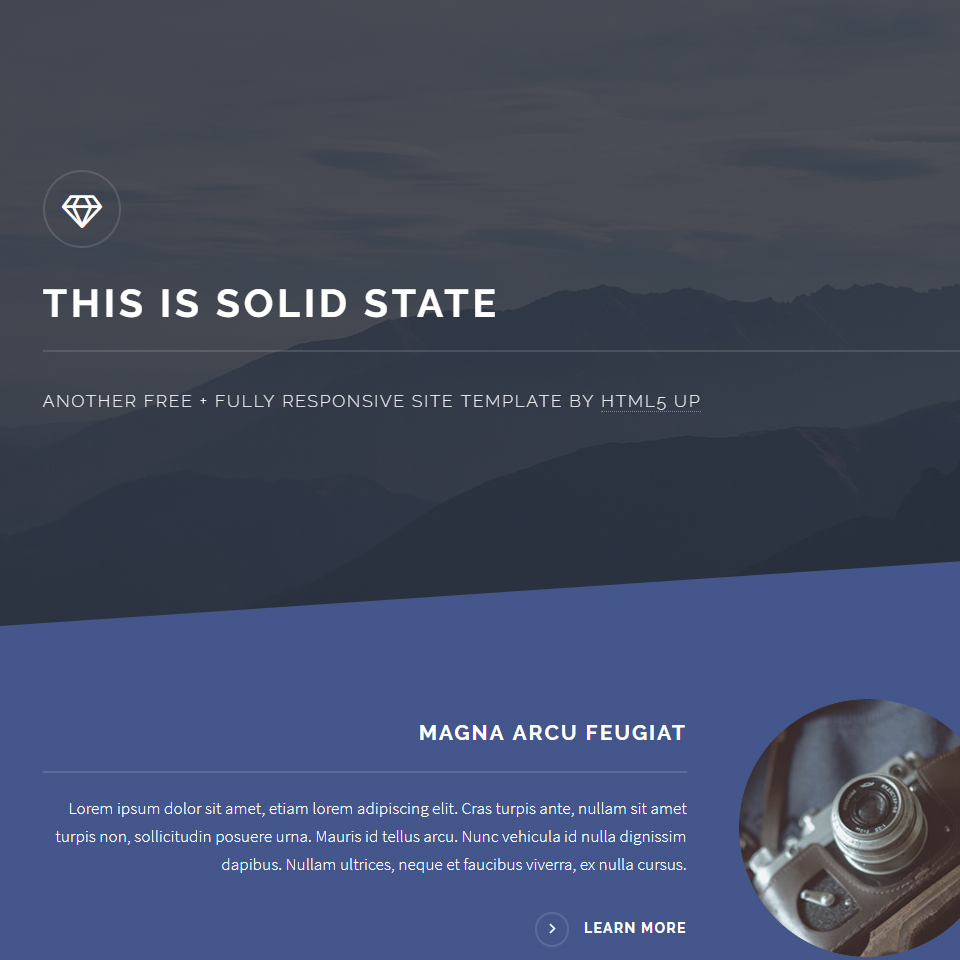 THIS IS SOLID STATE
ANOTHER FREE + FULLY RESPONSIVE SITE TEMPLATE BY HTML5 UP
MAGNA ARCU FEUGIAT
Lorem ipsum dolor sit amet, etiam lorem adipiscing elit. Cras turpis ante, nullam sit amet
turpis non, sollicitudin posuere urna. Mauris id tellus arcu. Nunc vehicula id nulla dignissim
dapibus. Nullam ultrices, neque et faucibus viverra, ex nulla cursus.
LEARN MORE